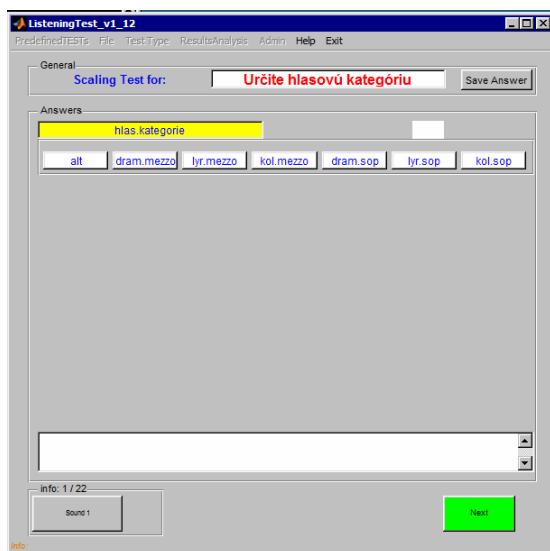 ListeningTest_v1_12
PredefinedTESTs File Test Type ResultsAnalysis Admin Help Exit
General
Scaling Test for: Určite hlasovú kategóriu Save Answer
Answers
hlas.kategorie
alt dram.mezzo lyr.mezzo kol.mezzo dram.sop lyr.sop kol.sop
info: 1 / 22
Sound 1 Next
Info: